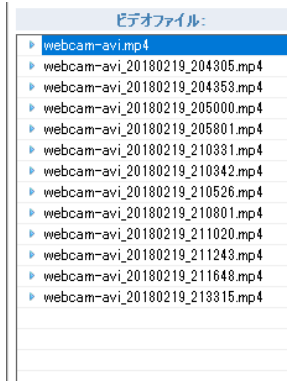 ビデオファイル:
webcam-avi.mp4
webcam-avi_20180219_204305.mp4
webcam-avi_20180219_204353.mp4
webcam-avi_20180219_205000.mp4
webcam-avi_20180219_205801.mp4
webcam-avi_20180219_210331.mp4
webcam-avi_20180219_210342.mp4
webcam-avi_20180219_210526.mp4
webcam-avi_20180219_210801.mp4
webcam-avi_20180219_211020.mp4
webcam-avi_20180219_211243.mp4
webcam-avi_20180219_211648.mp4
webcam-avi_20180219_213315.mp4